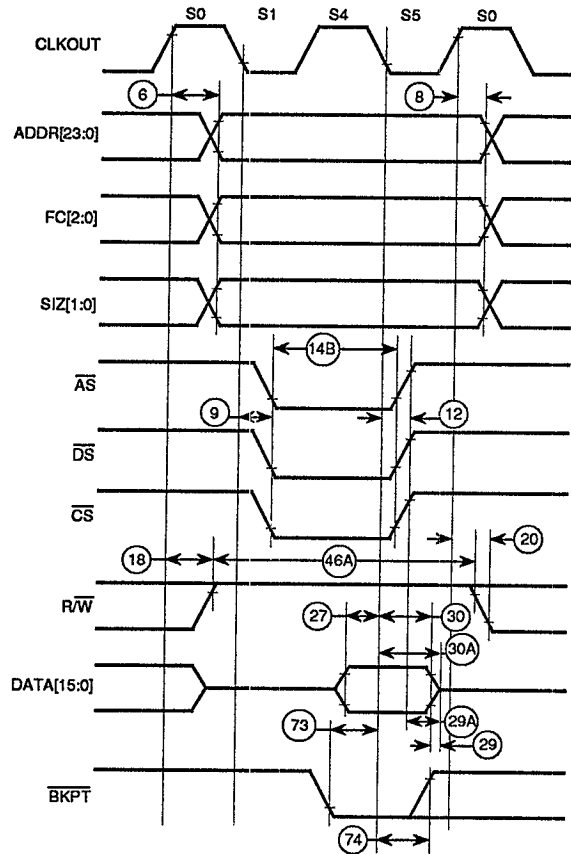 S0 S1 S4 S5 S0
CLKOUT
6 8
ADDR[23:0]
FC[2:0]
SIZ[1:0]
14B
AS
9 12
DS
CS
20
18 46A
R/W
27 30
30A
DATA[15:0]
29A
73 29
BKPT
74